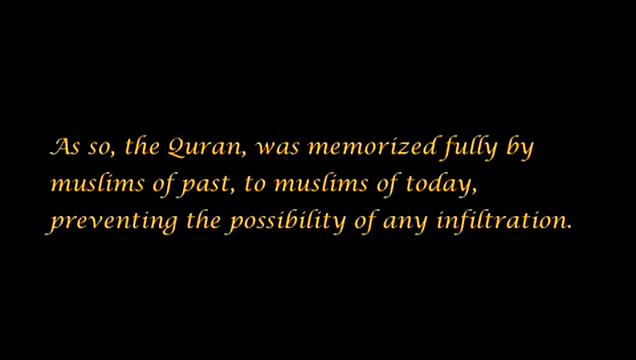 As so, the Quran, was memorized fully by
muslims of past, to muslims of today,
preventing the possibility of any infiltration.